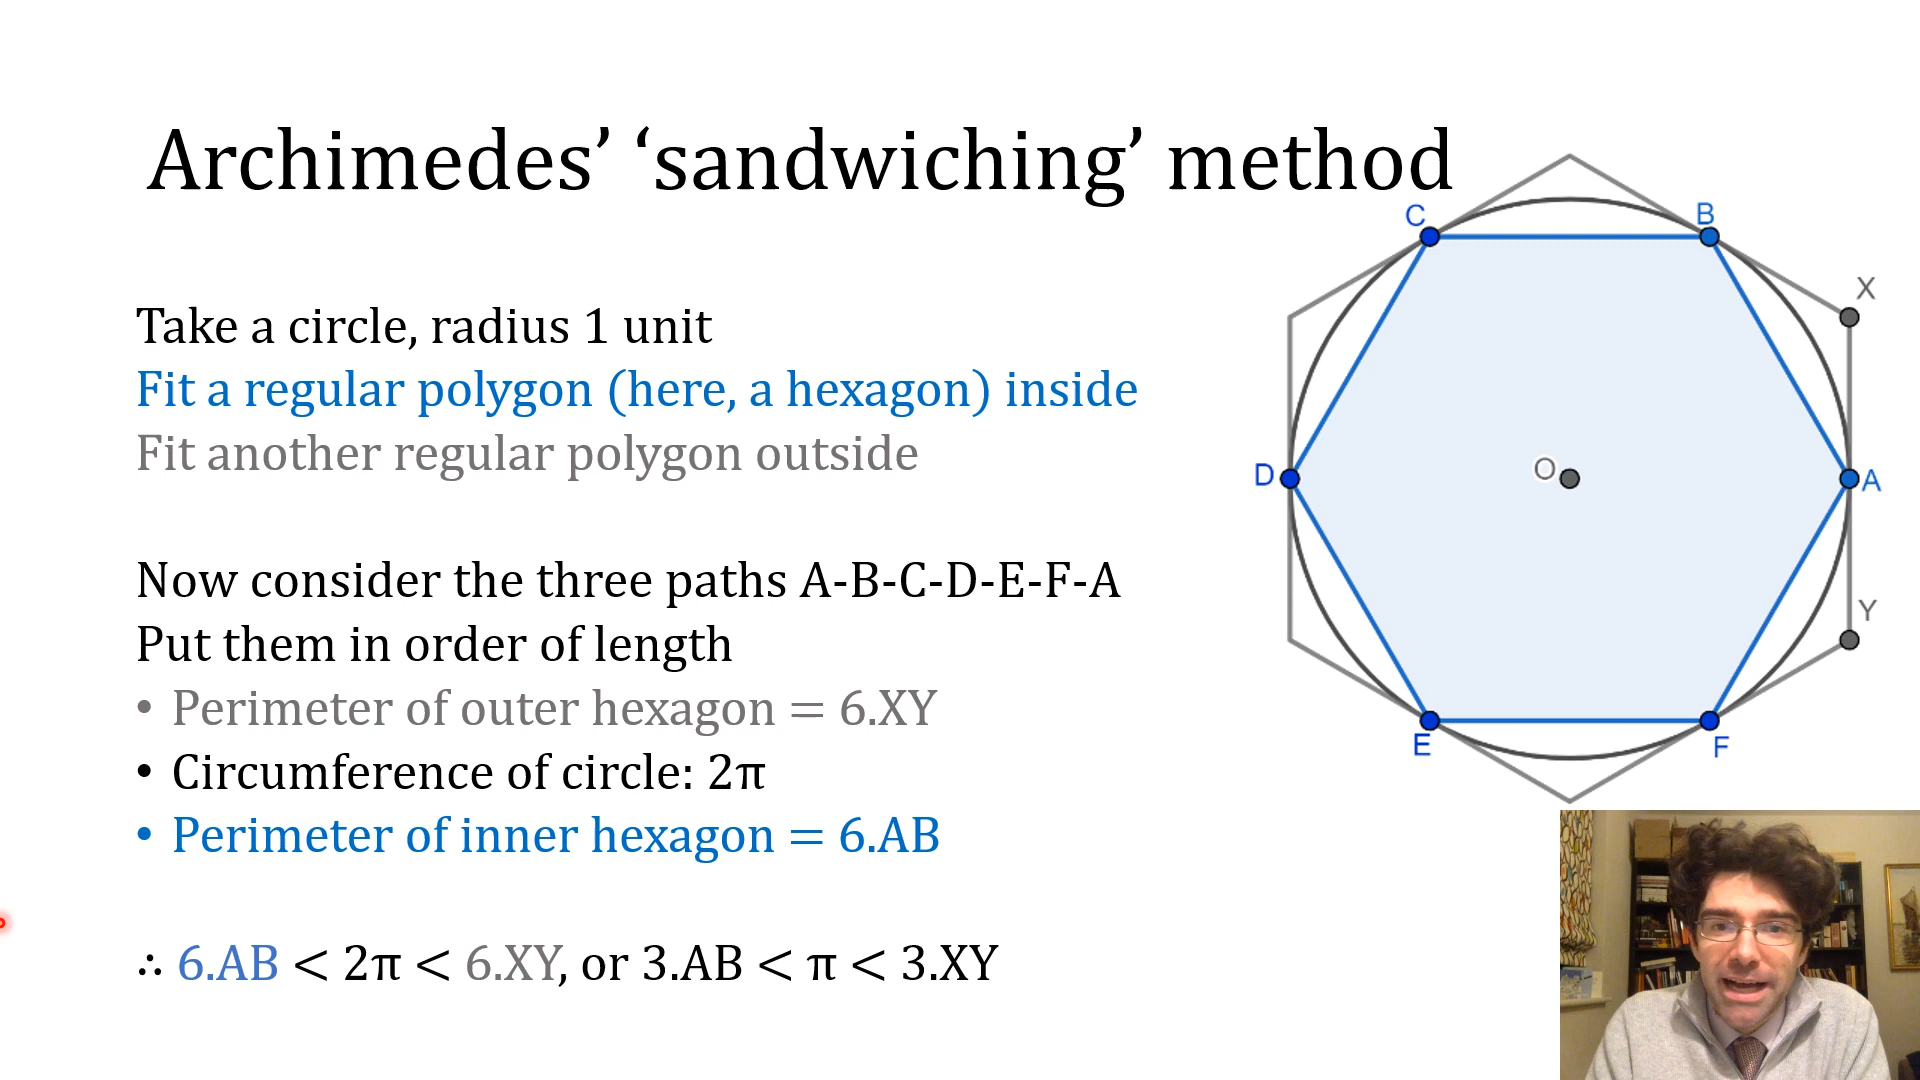 Archimedes’ ‘sandwiching’ method
Take a circle, radius 1 unit
Fit a regular polygon (here, a hexagon) inside
Fit another regular polygon outside
Now consider the three paths A-B-C-D-E-F-A
Put them in order of length
• Perimeter of outer hexagon = 6.XY
• Circumference of circle: 2π
• Perimeter of inner hexagon = 6.AB
∴ 6.AB < 2π < 6.XY, or 3.AB < π < 3.XY
C
B
X
D
O
A
Y
E
F